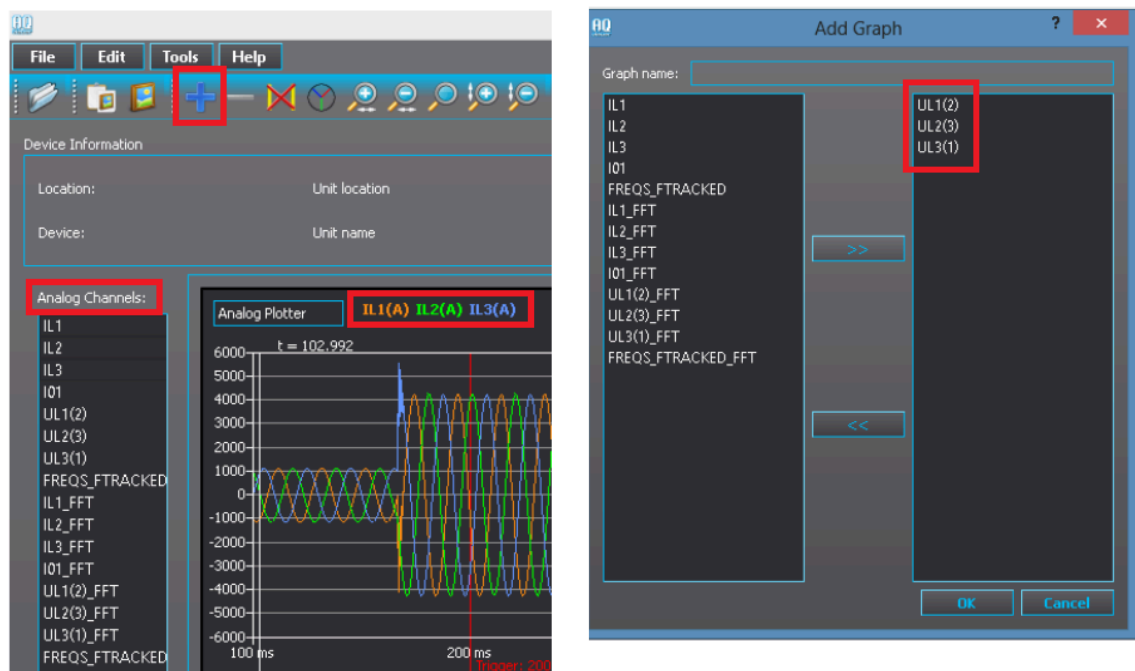 AQ
File Edit Tools Help
Device Information
Location: Unit location
Device: Unit name
Analog Channels:
IL1
IL2
IL3
I01
UL1(2)
UL2(3)
UL3(1)
FREQS_FTRACKED
IL1_FFT
IL2_FFT
IL3_FFT
I01_FFT
UL1(2)_FFT
UL2(3)_FFT
UL3(1)_FFT
FREQS_FTRACKED
Analog Plotter IL1(A) IL2(A) IL3(A)
t = 102.992
6000
5000
4000
3000
2000
1000
0
-1000
-2000
-3000
-4000
-5000
-6000
100 ms 200 ms
Trigger: 200
AQ Add Graph ? ×
Graph name:
IL1
IL2
IL3
I01
FREQS_FTRACKED
IL1_FFT
IL2_FFT
IL3_FFT
I01_FFT
UL1(2)_FFT
UL2(3)_FFT
UL3(1)_FFT
FREQS_FTRACKED_FFT
>>
<<
UL1(2)
UL2(3)
UL3(1)
OK Cancel